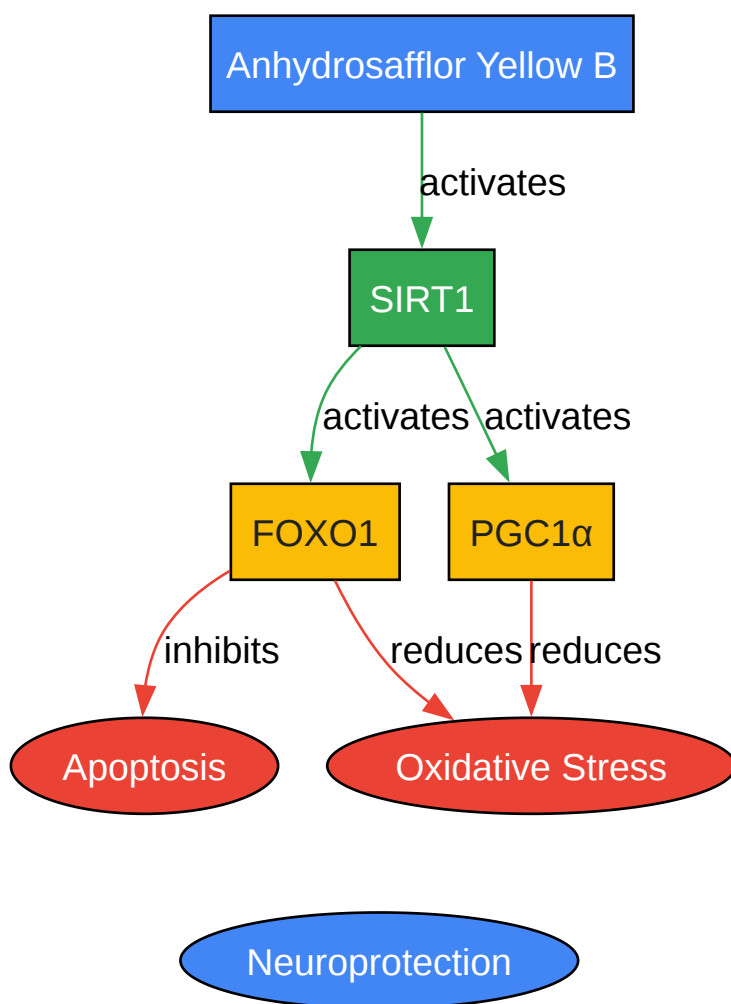 Anhydrosafflor Yellow B
activates
SIRT1
activates activates
FOXO1 PGC1α
inhibits reduces reduces
Apoptosis Oxidative Stress
Neuroprotection